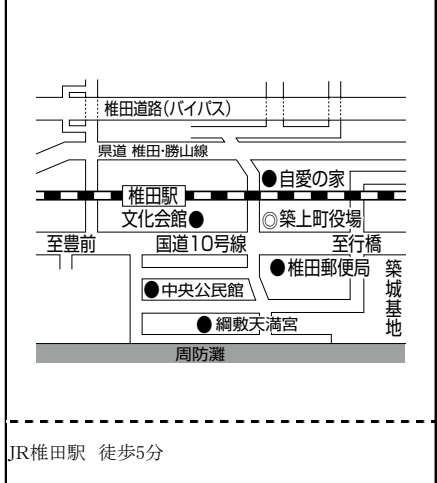 椎田道路(バイパス)
県道 椎田・勝山線
●自愛の家
椎田駅
文化会館●
◎築上町役場
至豊前
国道10号線
至行橋
●椎田郵便局
築城基地
●中央公民館
●綱敷天満宮
周防灘
JR椎田駅 徒歩5分